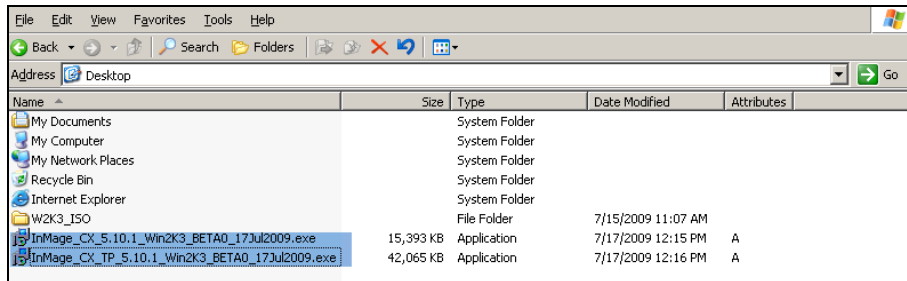 File Edit View Favorites Tools Help
Back Search Folders
Address Desktop Go
Name Size Type Date Modified Attributes
My Documents System Folder
My Computer System Folder
My Network Places System Folder
Recycle Bin System Folder
Internet Explorer System Folder
W2K3_ISO File Folder 7/15/2009 11:07 AM
InMage_CX_5.10.1_Win2K3_BETA0_17Jul2009.exe 15,393 KB Application 7/17/2009 12:15 PM A
InMage_CX_TP_5.10.1_Win2K3_BETA0_17Jul2009.exe 42,065 KB Application 7/17/2009 12:16 PM A